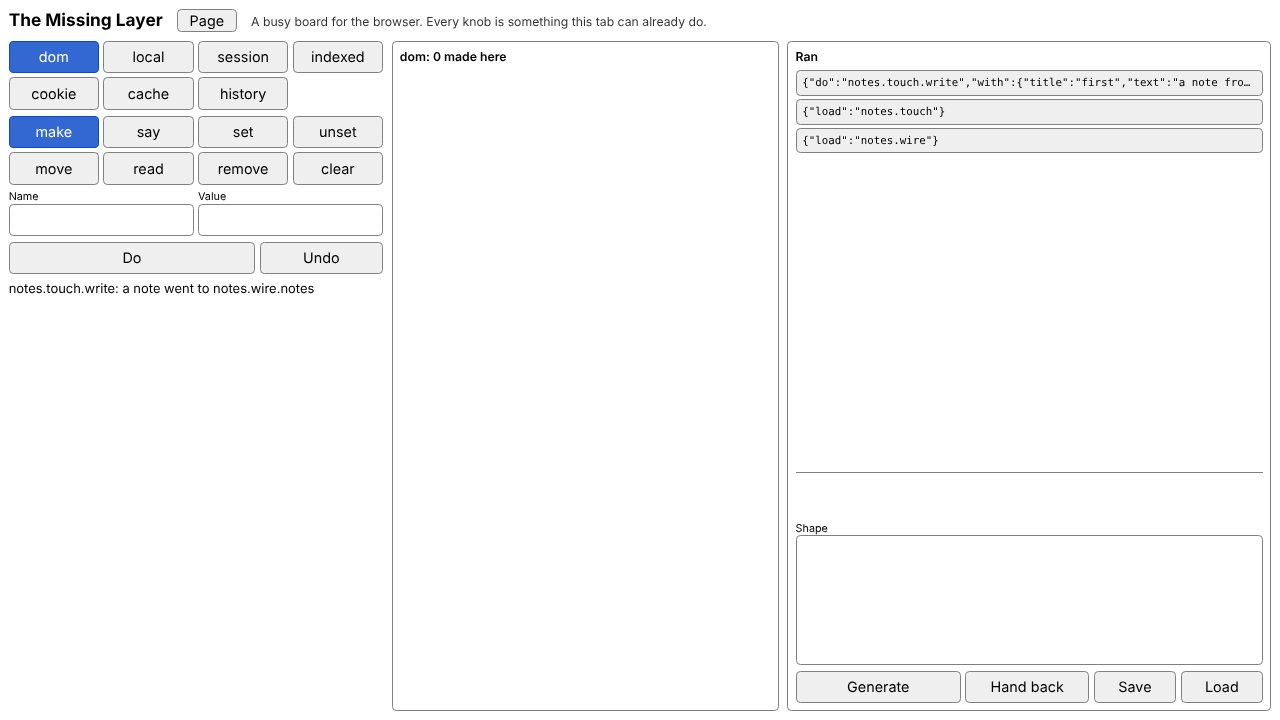 The Missing Layer
Page
A busy board for the browser. Every knob is something this tab can already do.
dom
local
session
indexed
cookie
cache
history
make
say
set
unset
move
read
remove
clear
Name
Value
Do
Undo
notes.touch.write: a note went to notes.wire.notes
dom: 0 made here
Ran
{"do":"notes.touch.write","with":{"title":"first","text":"a note fro…
{"load":"notes.touch"}
{"load":"notes.wire"}
Shape
Generate
Hand back
Save
Load